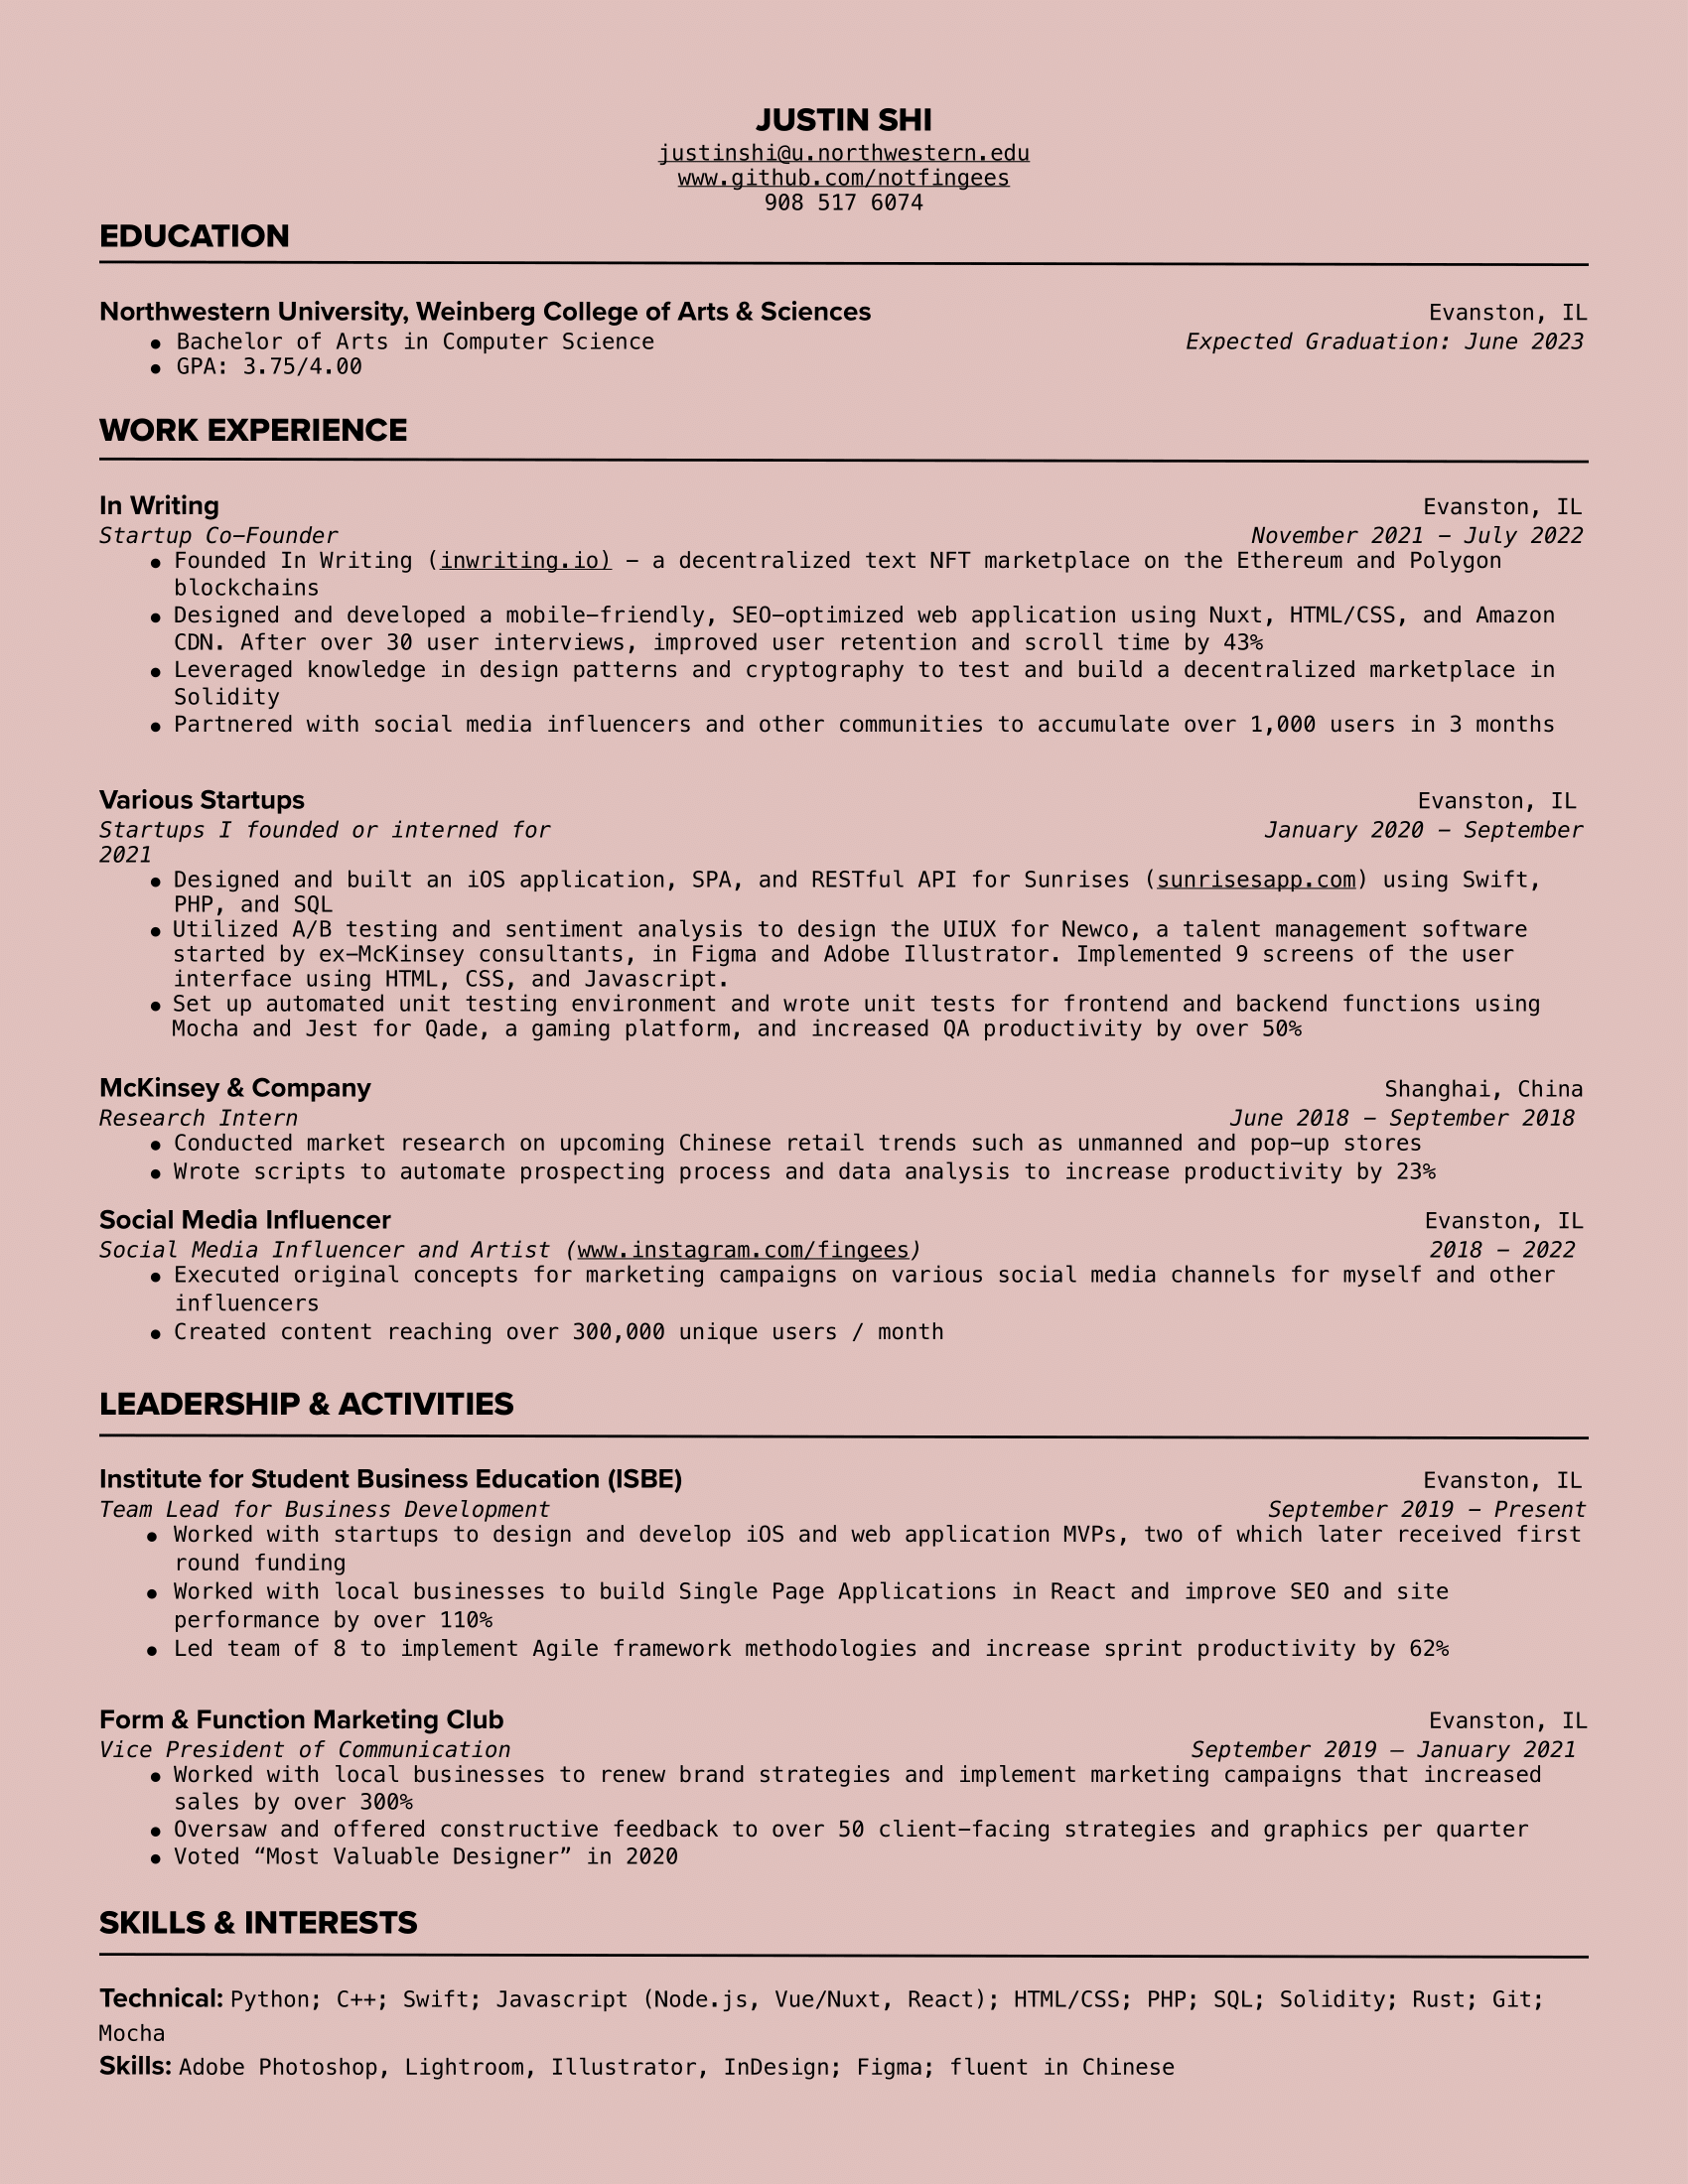 JUSTIN SHI
justinshi@u.northwestern.edu
www.github.com/notfingees
908 517 6074
EDUCATION
Northwestern University, Weinberg College of Arts & Sciences Evanston, IL
● Bachelor of Arts in Computer Science Expected Graduation: June 2023
● GPA: 3.75/4.00
WORK EXPERIENCE
In Writing Evanston, IL
Startup Co-Founder November 2021 - July 2022
● Founded In Writing (inwriting.io) - a decentralized text NFT marketplace on the Ethereum and Polygon
blockchains
● Designed and developed a mobile-friendly, SEO-optimized web application using Nuxt, HTML/CSS, and Amazon
CDN. After over 30 user interviews, improved user retention and scroll time by 43%
● Leveraged knowledge in design patterns and cryptography to test and build a decentralized marketplace in
Solidity
● Partnered with social media influencers and other communities to accumulate over 1,000 users in 3 months
Various Startups Evanston, IL
Startups I founded or interned for January 2020 - September
2021
● Designed and built an iOS application, SPA, and RESTful API for Sunrises (sunrisesapp.com) using Swift,
PHP, and SQL
● Utilized A/B testing and sentiment analysis to design the UIUX for Newco, a talent management software
started by ex-McKinsey consultants, in Figma and Adobe Illustrator. Implemented 9 screens of the user
interface using HTML, CSS, and Javascript.
● Set up automated unit testing environment and wrote unit tests for frontend and backend functions using
Mocha and Jest for Qade, a gaming platform, and increased QA productivity by over 50%
McKinsey & Company Shanghai, China
Research Intern June 2018 - September 2018
● Conducted market research on upcoming Chinese retail trends such as unmanned and pop-up stores
● Wrote scripts to automate prospecting process and data analysis to increase productivity by 23%
Social Media Influencer Evanston, IL
Social Media Influencer and Artist (www.instagram.com/fingees) 2018 - 2022
● Executed original concepts for marketing campaigns on various social media channels for myself and other
influencers
● Created content reaching over 300,000 unique users / month
LEADERSHIP & ACTIVITIES
Institute for Student Business Education (ISBE) Evanston, IL
Team Lead for Business Development September 2019 - Present
● Worked with startups to design and develop iOS and web application MVPs, two of which later received first
round funding
● Worked with local businesses to build Single Page Applications in React and improve SEO and site
performance by over 110%
● Led team of 8 to implement Agile framework methodologies and increase sprint productivity by 62%
Form & Function Marketing Club Evanston, IL
Vice President of Communication September 2019 – January 2021
● Worked with local businesses to renew brand strategies and implement marketing campaigns that increased
sales by over 300%
● Oversaw and offered constructive feedback to over 50 client-facing strategies and graphics per quarter
● Voted “Most Valuable Designer” in 2020
SKILLS & INTERESTS
Technical: Python; C++; Swift; Javascript (Node.js, Vue/Nuxt, React); HTML/CSS; PHP; SQL; Solidity; Rust; Git;
Mocha
Skills: Adobe Photoshop, Lightroom, Illustrator, InDesign; Figma; fluent in Chinese